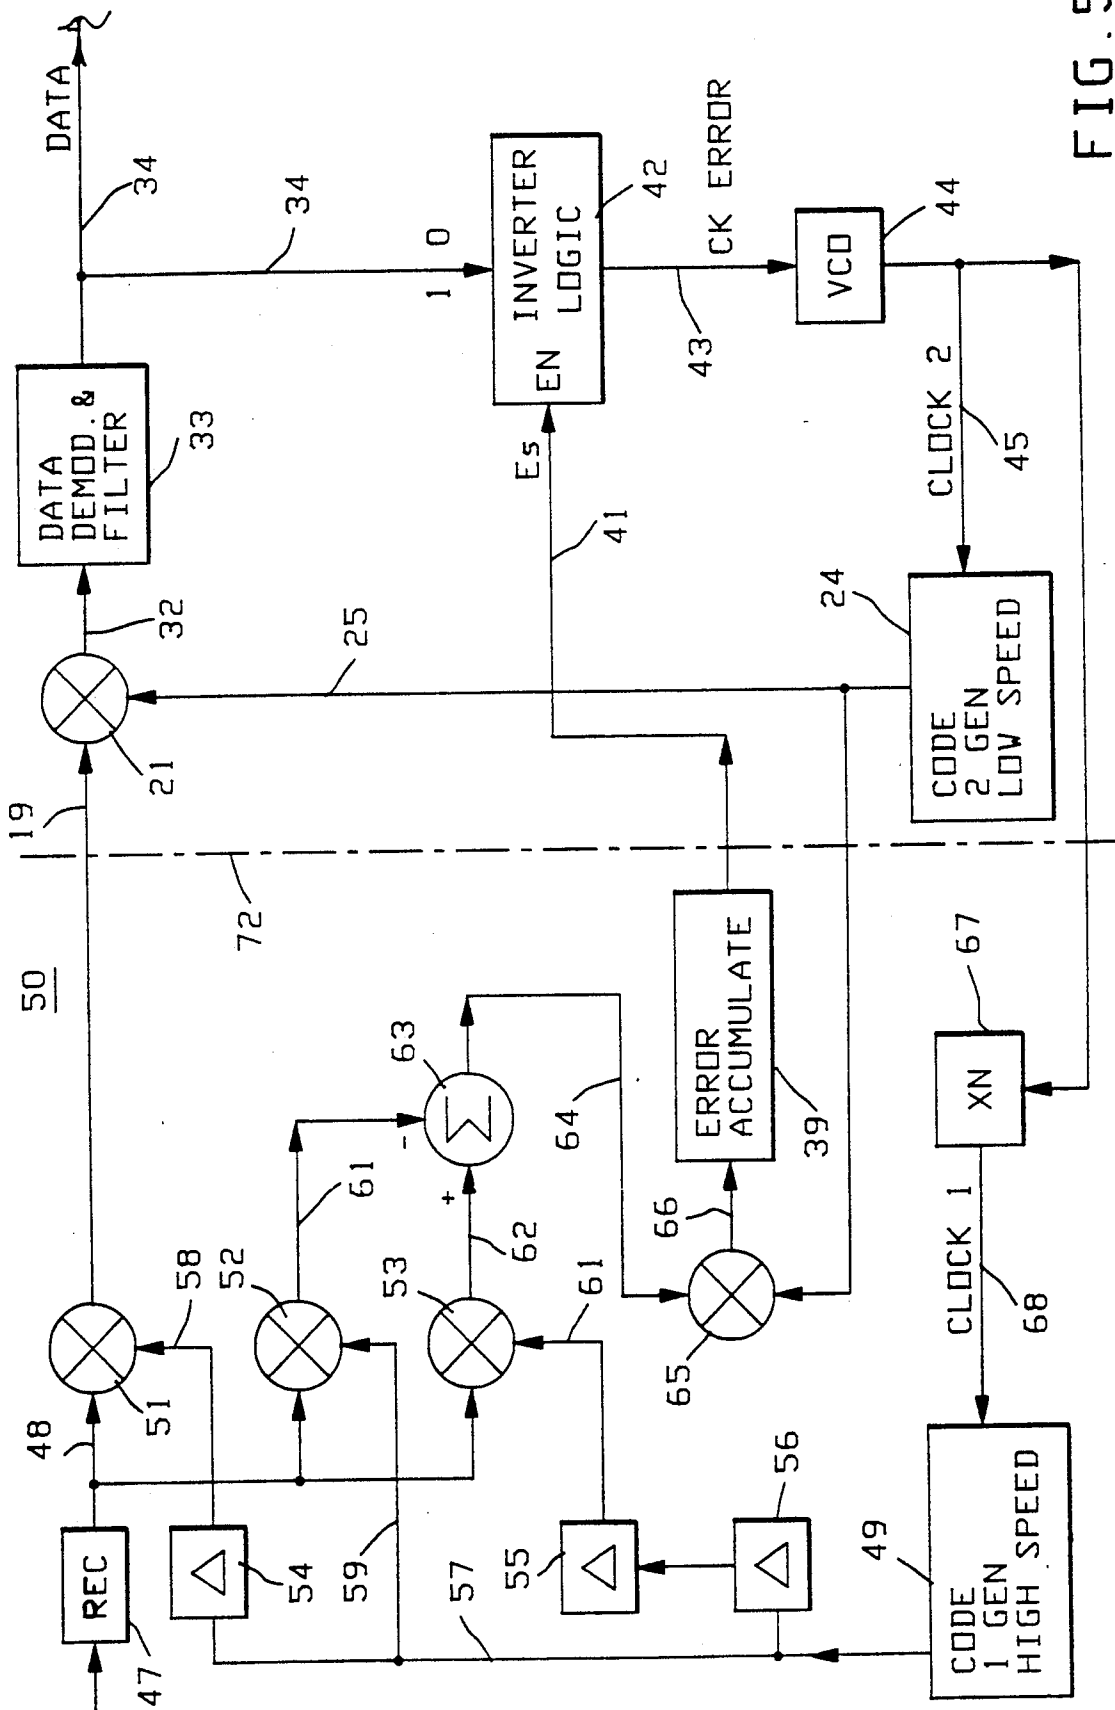 50
REC
47
48
51
58
19
21
32
DATA
DEMOD. &
FILTER
33
34
DATA
34
1 0
54
59
52
61
72
57
53
62
+
-
Σ
63
64
25
41
Es
EN
INVERTER
LOGIC
42
43
CK ERROR
VCO
44
55
56
61
65
66
ERROR
ACCUMULATE
39
CODE
2 GEN
LOW SPEED
24
CLOCK 2
45
CODE
1 GEN
HIGH SPEED
49
CLOCK 1
68
XN
67
Δ
Δ
Δ
FIG.5